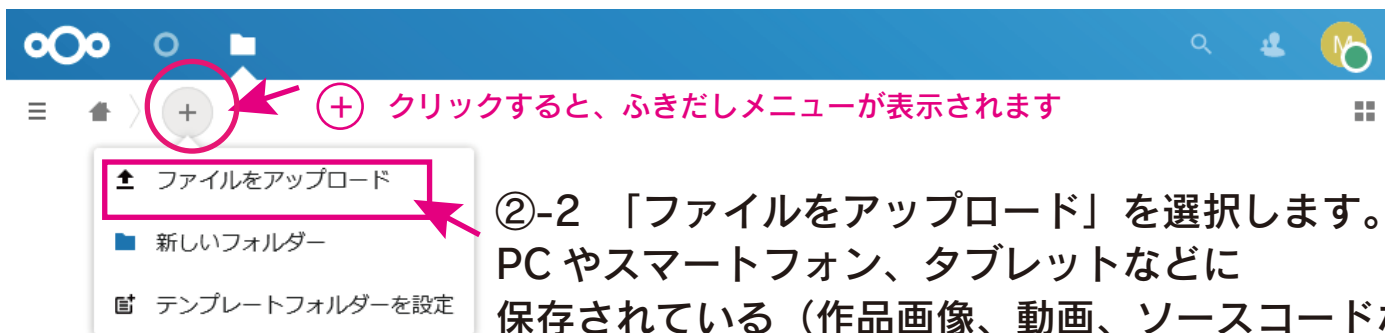 M
+
+ クリックすると、ふきだしメニューが表示されます
ファイルをアップロード
新しいフォルダー
テンプレートフォルダーを設定
②-2 「ファイルをアップロード」を選択します。
PC やスマートフォン、タブレットなどに
保存されている（作品画像、動画、ソースコード